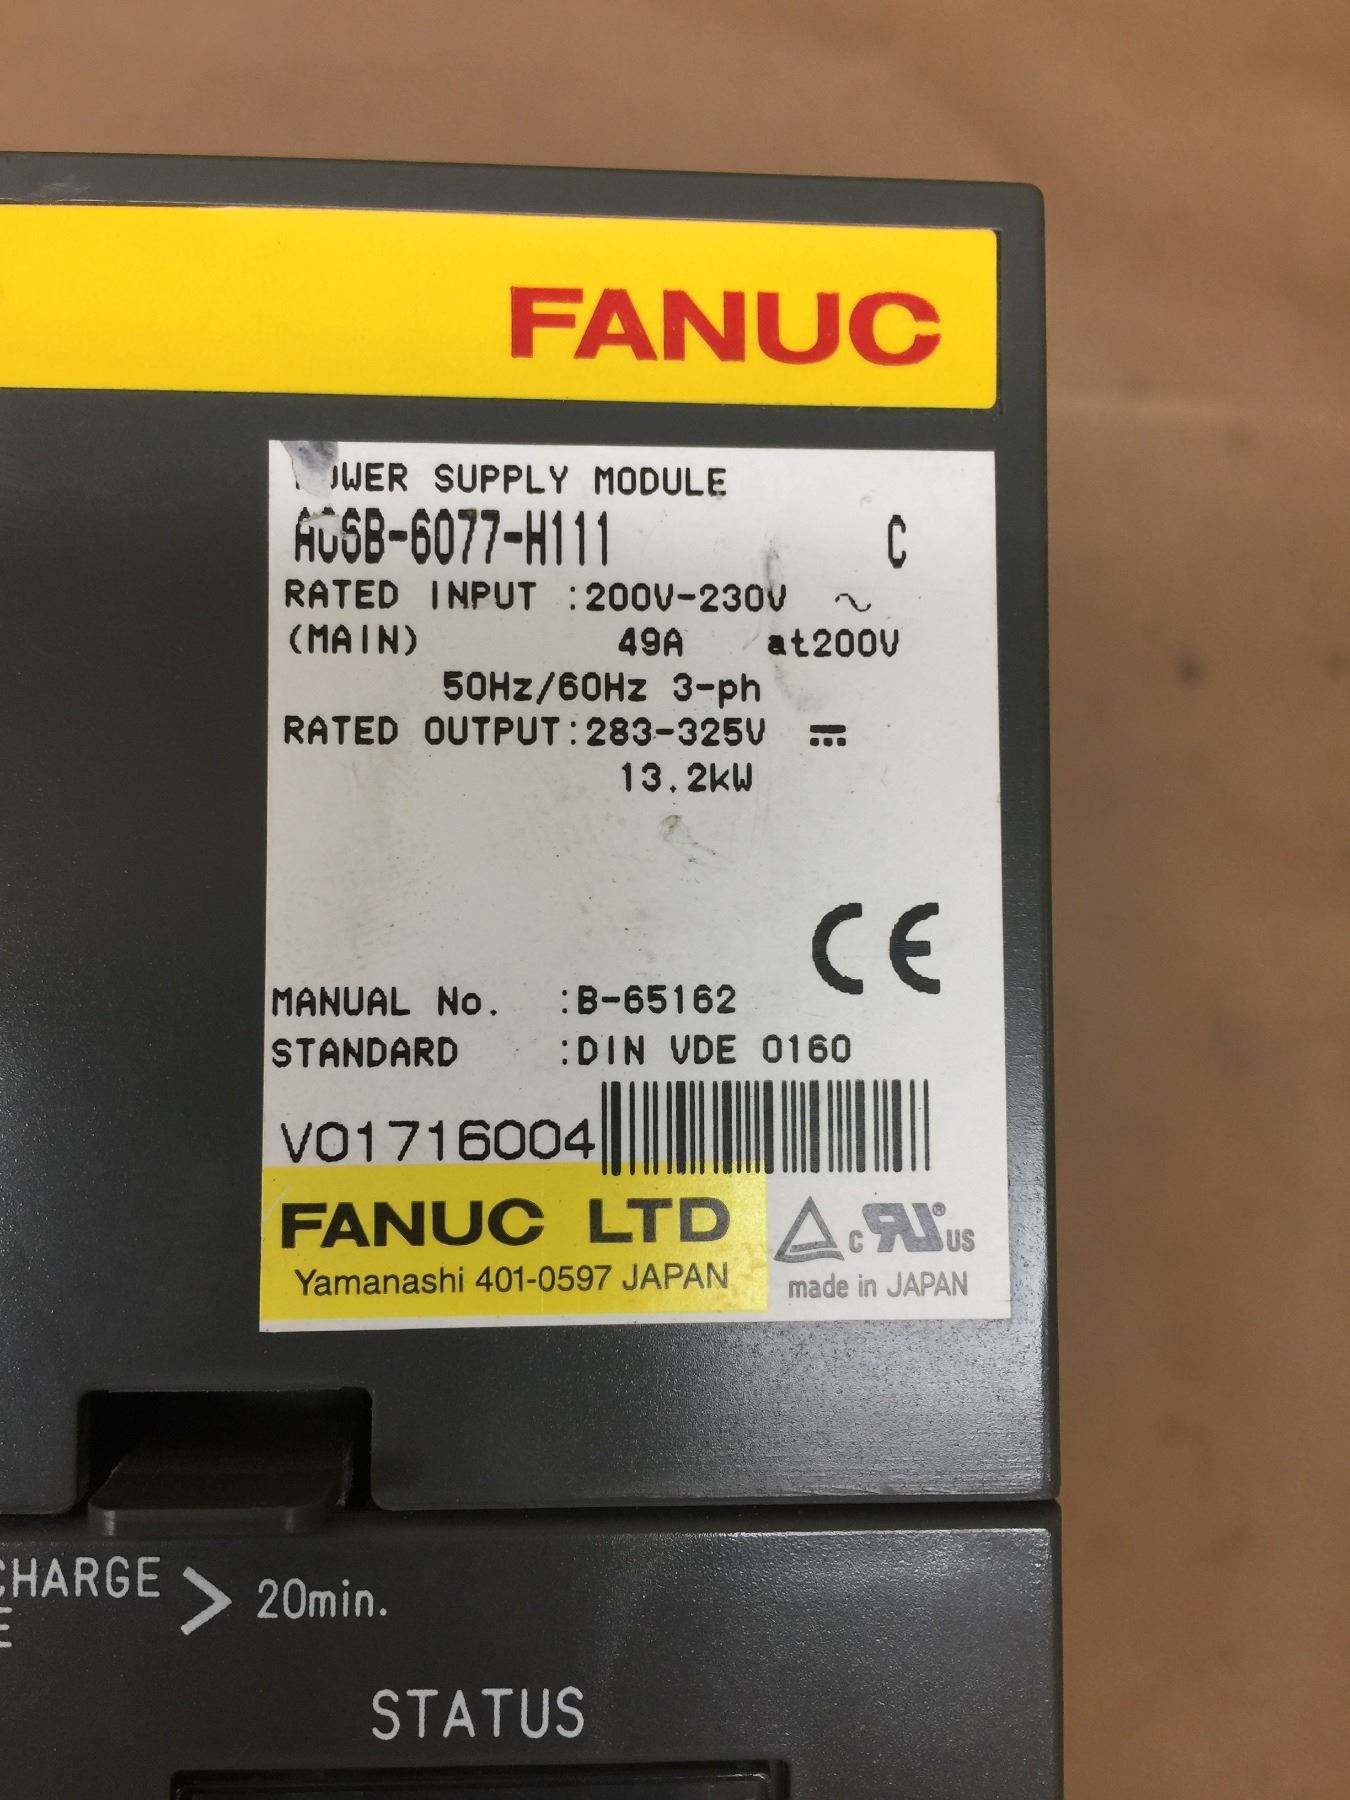 FANUC
POWER SUPPLY MODULE
A06B-6077-H111 C
RATED INPUT :200V-230V ~
(MAIN) 49A at200V
50Hz/60Hz 3-ph
RATED OUTPUT:283-325V ⎓
13.2kW
CE
MANUAL No. :B-65162
STANDARD :DIN VDE 0160
V01716004
FANUC LTD
Yamanashi 401-0597 JAPAN
c RU ® US
made in JAPAN
CHARGE > 20min.
E
STATUS